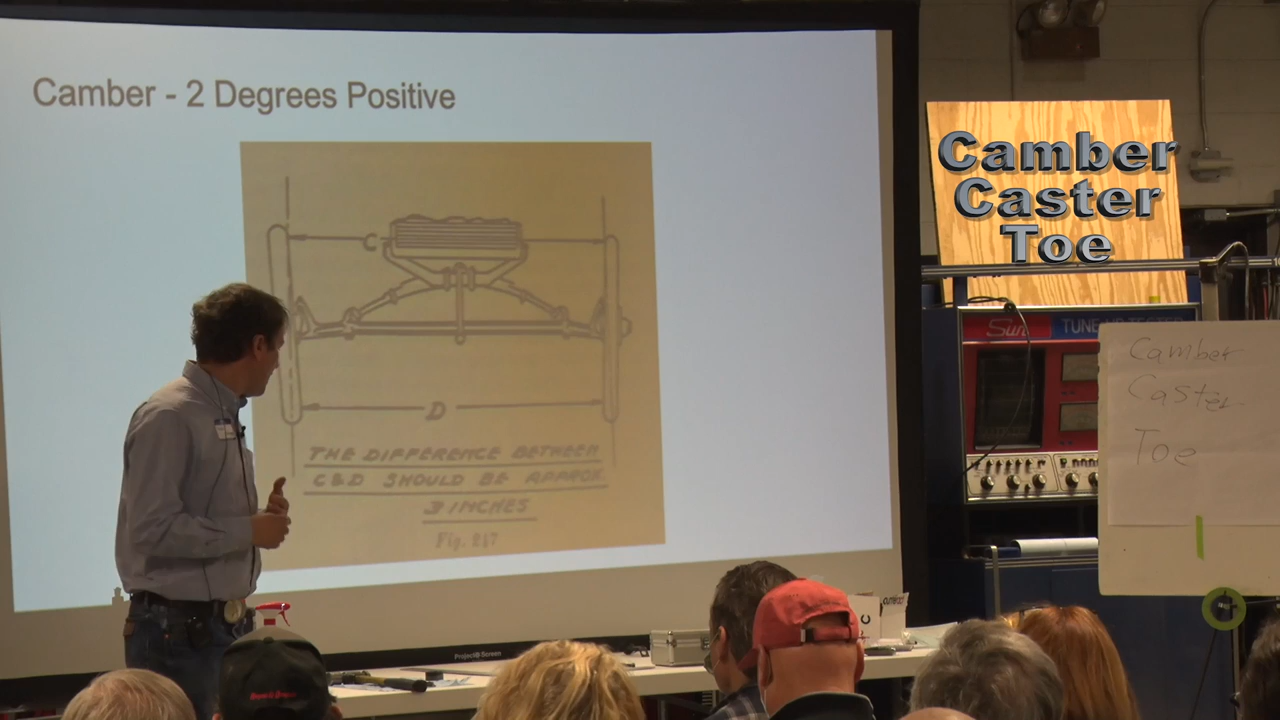 Camber - 2 Degrees Positive
C
D
THE DIFFERENCE BETWEEN
C&D SHOULD BE APPROX.
3 INCHES
Fig. 217
Camber
Caster
Toe
Sun
TUNE-UP TESTER
Camber
Caster
Toe
Screen